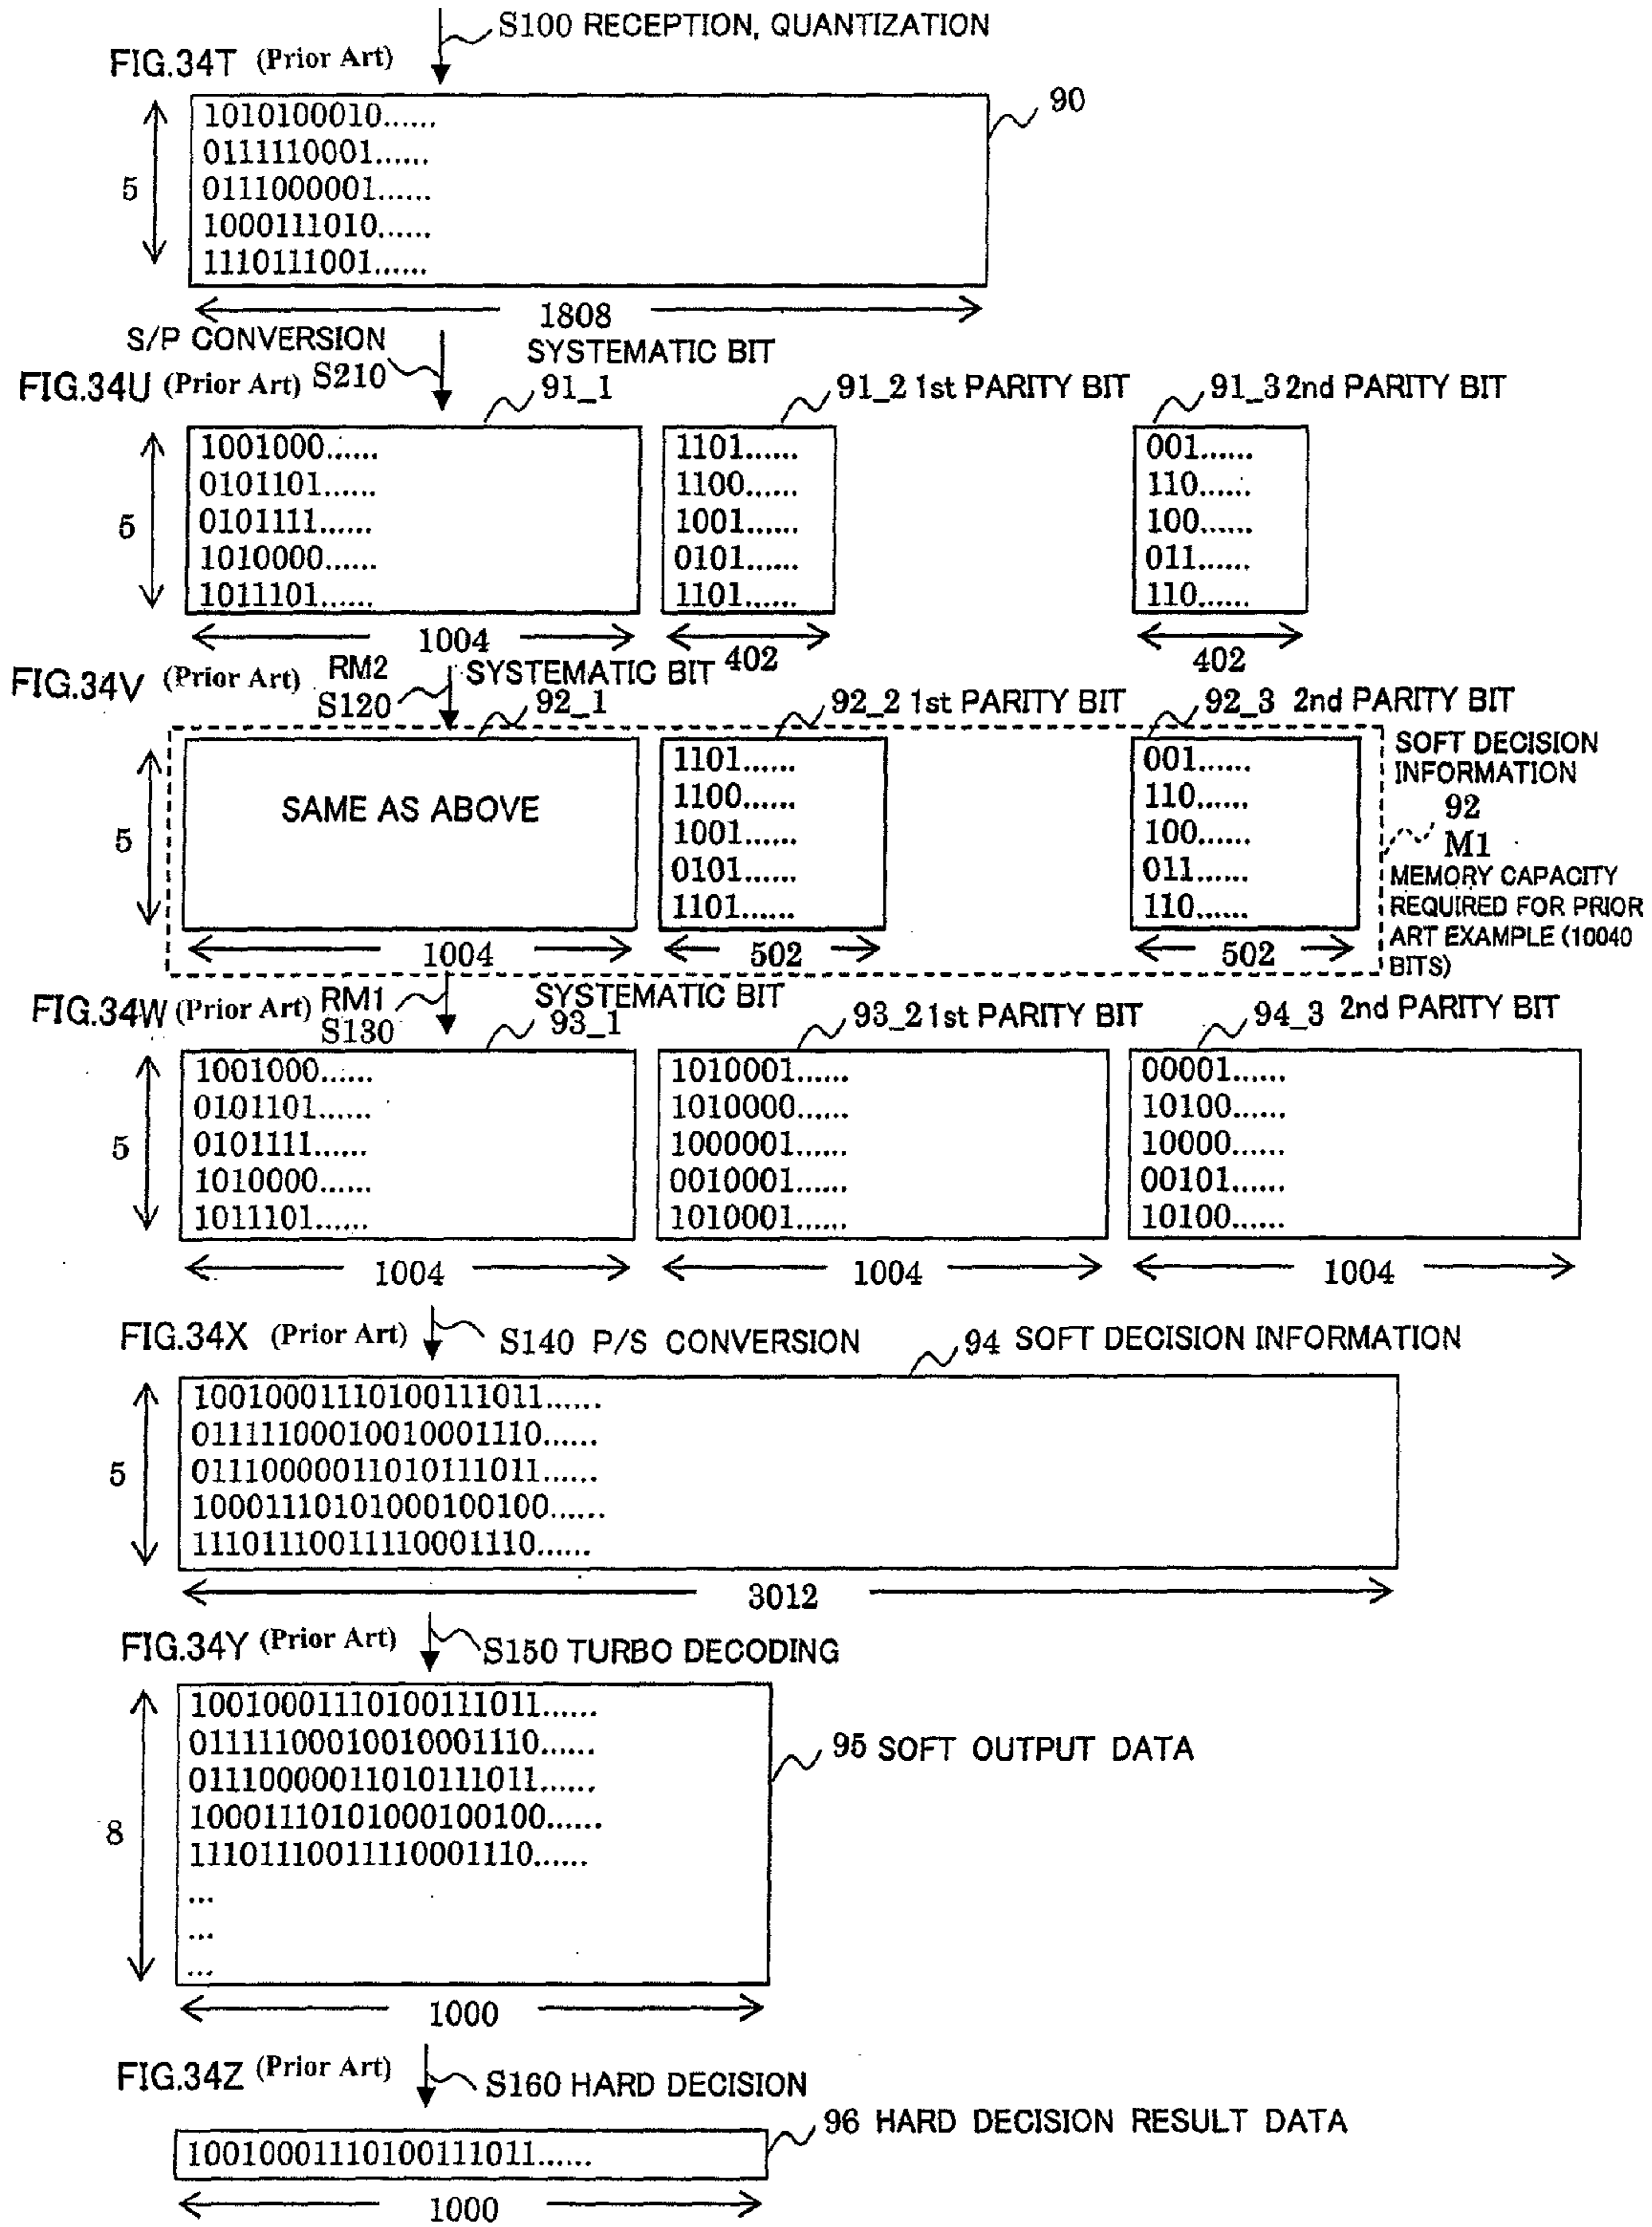 S100 RECEPTION, QUANTIZATION
FIG.34T (Prior Art)
90
1010100010......
0111110001......
0111000001......
1000111010......
1110111001......
5
1808
S/P CONVERSION
S210
FIG.34U (Prior Art)
SYSTEMATIC BIT
91_1
91_2 1st PARITY BIT
91_3 2nd PARITY BIT
5
1001000......
0101101......
0101111......
1010000......
1011101......
1101......
1100......
1001......
0101......
1101......
001......
110......
100......
011......
110......
1004
402
402
FIG.34V (Prior Art)
RM2
S120
SYSTEMATIC BIT
92_1
92_2 1st PARITY BIT
92_3 2nd PARITY BIT
5
SAME AS ABOVE
1101......
1100......
1001......
0101......
1101......
001......
110......
100......
011......
110......
SOFT DECISION
INFORMATION
92
M1
MEMORY CAPACITY
REQUIRED FOR PRIOR
ART EXAMPLE (10040
BITS)
1004
502
502
FIG.34W (Prior Art)
RM1
S130
SYSTEMATIC BIT
93_1
93_2 1st PARITY BIT
94_3 2nd PARITY BIT
5
1001000......
0101101......
0101111......
1010000......
1011101......
1010001......
1010000......
1000001......
0010001......
1010001......
00001......
10100......
10000......
00101......
10100......
1004
1004
1004
FIG.34X (Prior Art)
S140 P/S CONVERSION
94 SOFT DECISION INFORMATION
5
10010001110100111011......
01111100010010001110......
01110000011010111011......
10001110101000100100......
11101110011110001110......
3012
FIG.34Y (Prior Art)
S150 TURBO DECODING
8
10010001110100111011......
01111100010010001110......
01110000011010111011......
10001110101000100100......
11101110011110001110......
...
...
...
95 SOFT OUTPUT DATA
1000
FIG.34Z (Prior Art)
S160 HARD DECISION
96 HARD DECISION RESULT DATA
10010001110100111011......
1000